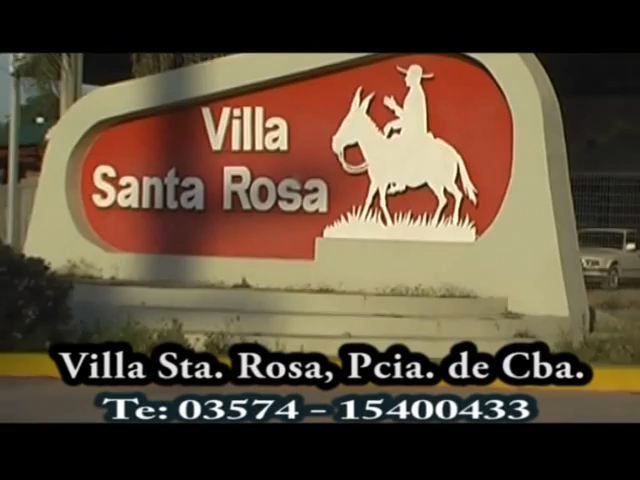 Villa
Santa Rosa
Villa Sta. Rosa, Pcia. de Cba.
Te: 03574 - 15400433